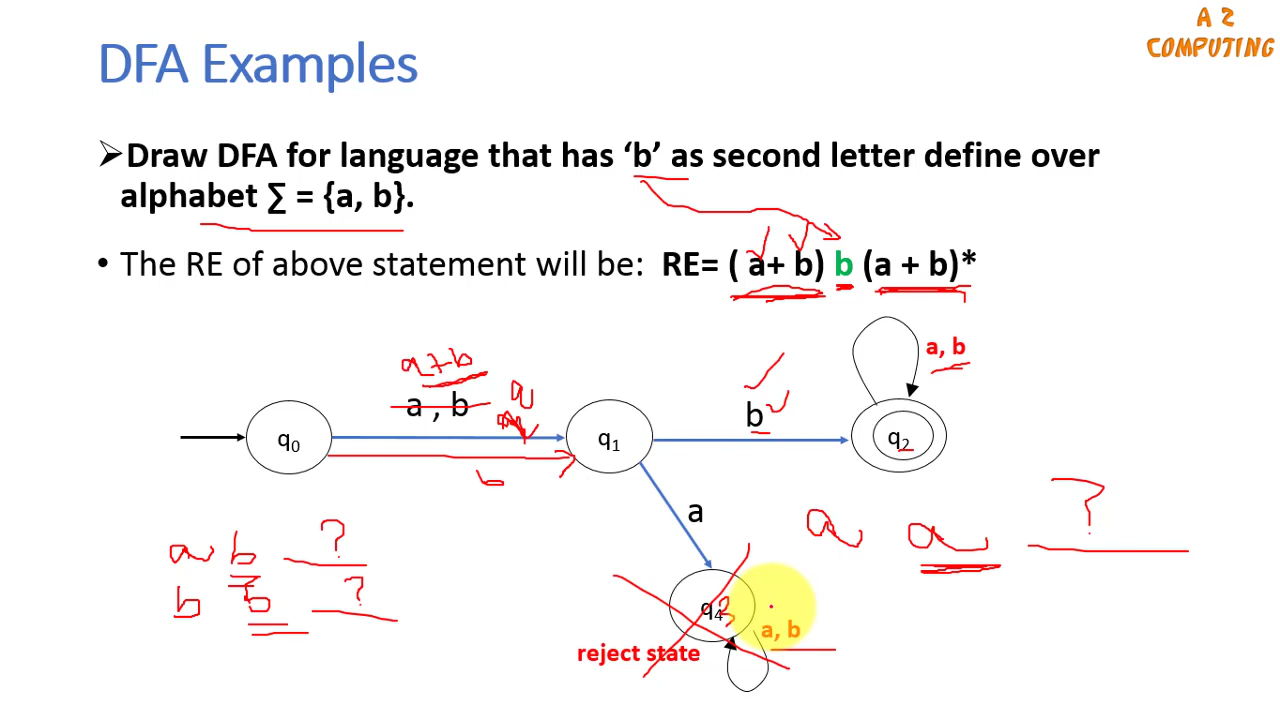 A Z
COMPUTING
DFA Examples
➢Draw DFA for language that has ‘b’ as second letter define over
alphabet ∑ = {a, b}.
• The RE of above statement will be: RE= ( a+ b) b (a + b)*
a, b
a+b
a
a , b
b
q0
q1
q2
b
a
a
a
?
a b ?
b b ?
q4
3
a, b
reject state